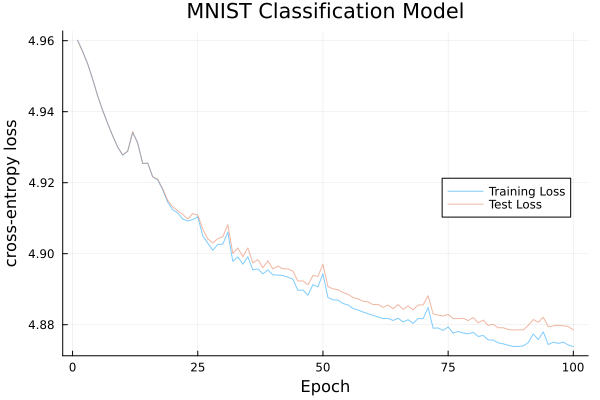 MNIST Classification Model
cross-entropy loss
4.96
4.94
4.92
4.90
4.88
Training Loss
Test Loss
0 25 50 75 100
Epoch